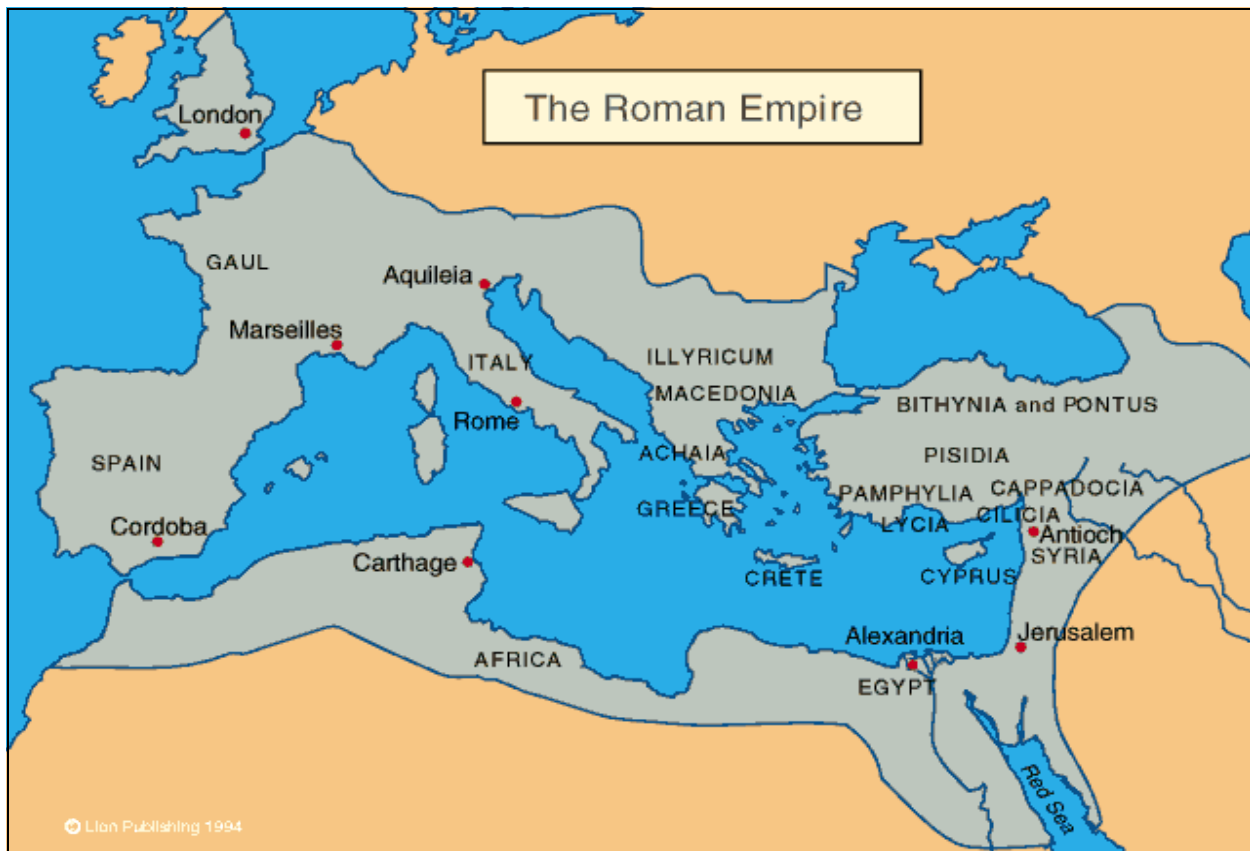 The Roman Empire
London
GAUL
Aquileia
Marseilles
ITALY
ILLYRICUM
MACEDONIA
Rome
BITHYNIA and PONTUS
SPAIN
ACHAIA
PISIDIA
GREECE
PAMPHYLIA
CAPPADOCIA
LYCIA
CILICIA
Cordoba
Antioch
Carthage
SYRIA
CRETE
CYPRUS
Alexandria
Jerusalem
AFRICA
EGYPT
Red Sea
© Lion Publishing 1994